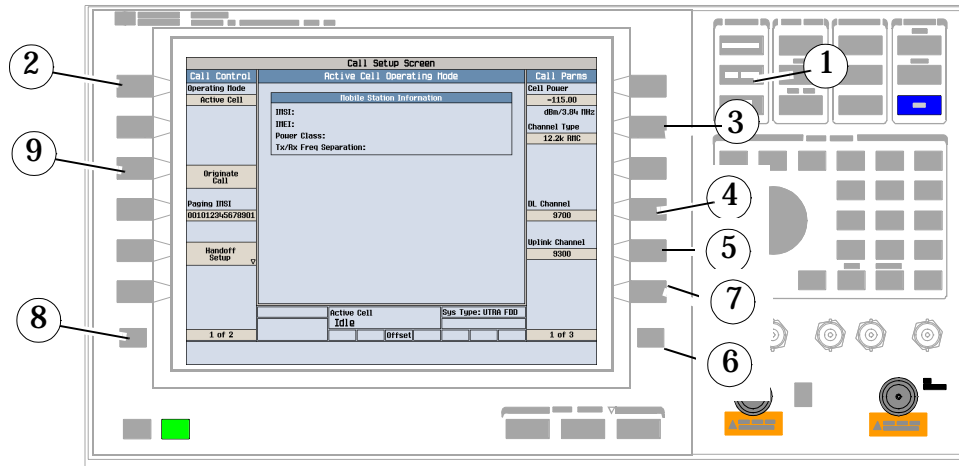 Call Setup Screen
Call Control
Active Cell Operating Mode
Call Parms
Operating Mode
Active Cell
Mobile Station Information
IMSI:
IMEI:
Power Class:
Tx/Rx Freq Separation:
Cell Power
-115.00
dBm/3.84 MHz
Channel Type
12.2k RMC
Originate
Call
Paging IMSI
001012345678901
DL Channel
9700
Handoff
Setup
Uplink Channel
9300
Active Cell
Idle
Sys Type: UTRA FDD
1 of 2
Offset
1 of 3
2
9
8
1
3
4
5
7
6